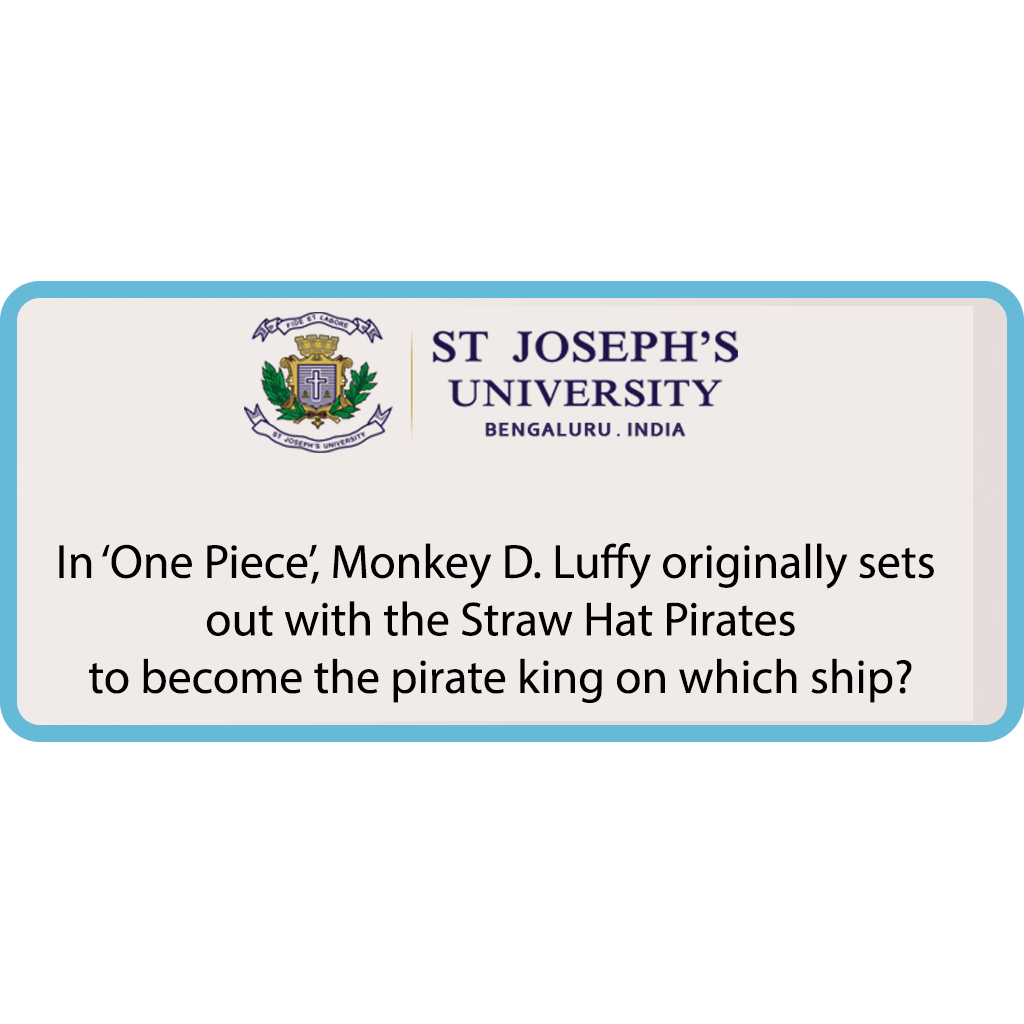 FIDE ET LABORE
ST JOSEPH'S UNIVERSITY
ST JOSEPH'S
UNIVERSITY
BENGALURU . INDIA
In ‘One Piece’, Monkey D. Luffy originally sets
out with the Straw Hat Pirates
to become the pirate king on which ship?